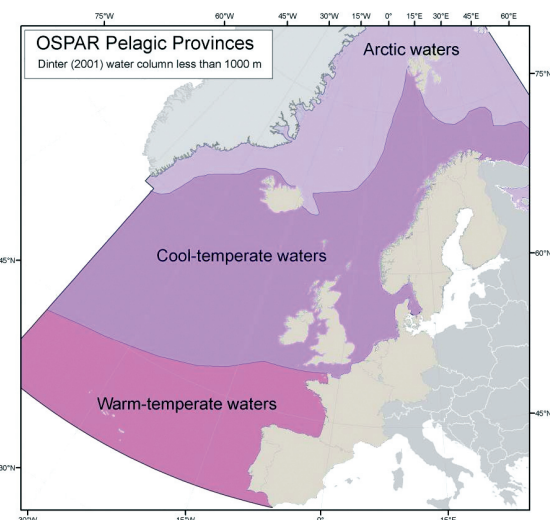 75°W 60°W 45°W 30°W 15°W 0° 15°E 30°E 45°E 60°E
OSPAR Pelagic Provinces
Dinter (2001) water column less than 1000 m
Arctic waters
75°N
Cool-temperate waters
45°N
60°N
Warm-temperate waters
45°N
30°N
30°W 15°W 0° 15°E